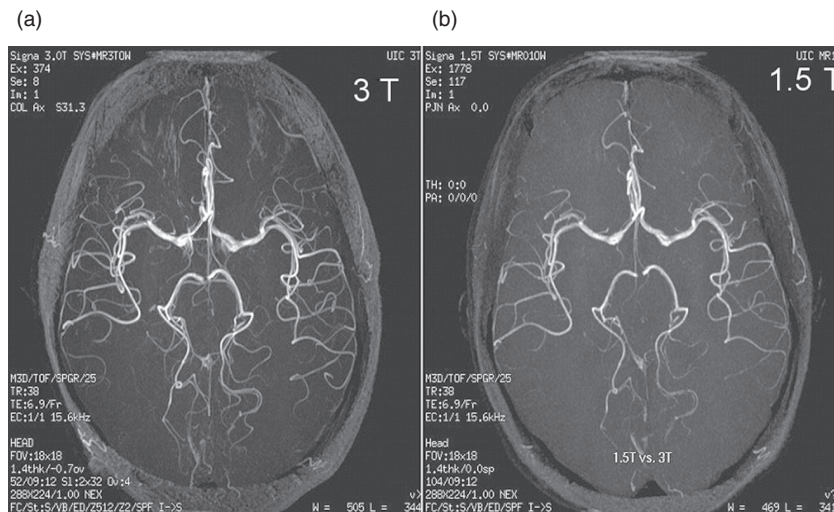 (a)
Signa 3.0T SYS#MR3TOW
Ex: 374
Se: 8
Im: 1
COL Ax S31.3
UIC 3T
3 T
M3D/TOF/SPGR/25
TR:38
TE:6.9/Fr
EC:1/1 15.6kHz
HEAD
FOV:18x18
1.4thk/-0.7ov
52/09:12 Sl:2x32 Ov:4
288X224/1.00 NEX
FC/St:S/VB/ED/Z512/Z2/SPF I->S
W = 505 L = 344
(b)
Signa 1.5T SYS#MR01OW
Ex: 1778
Se: 117
Im: 1
PJN Ax 0.0
UIC MR1
1.5 T
TH: 0:0
PA: 0/0/0
M3D/TOF/SPGR/25
TR:38
TE:6.9/Fr
EC:1/1 15.6kHz
Head
FOV:18x18
1.4thk/0.0sp
104/09:12
288X224/1.00 NEX
FC/St:S/VB/ED/Z2/SPF I->S
1.5T vs. 3T
W = 469 L =